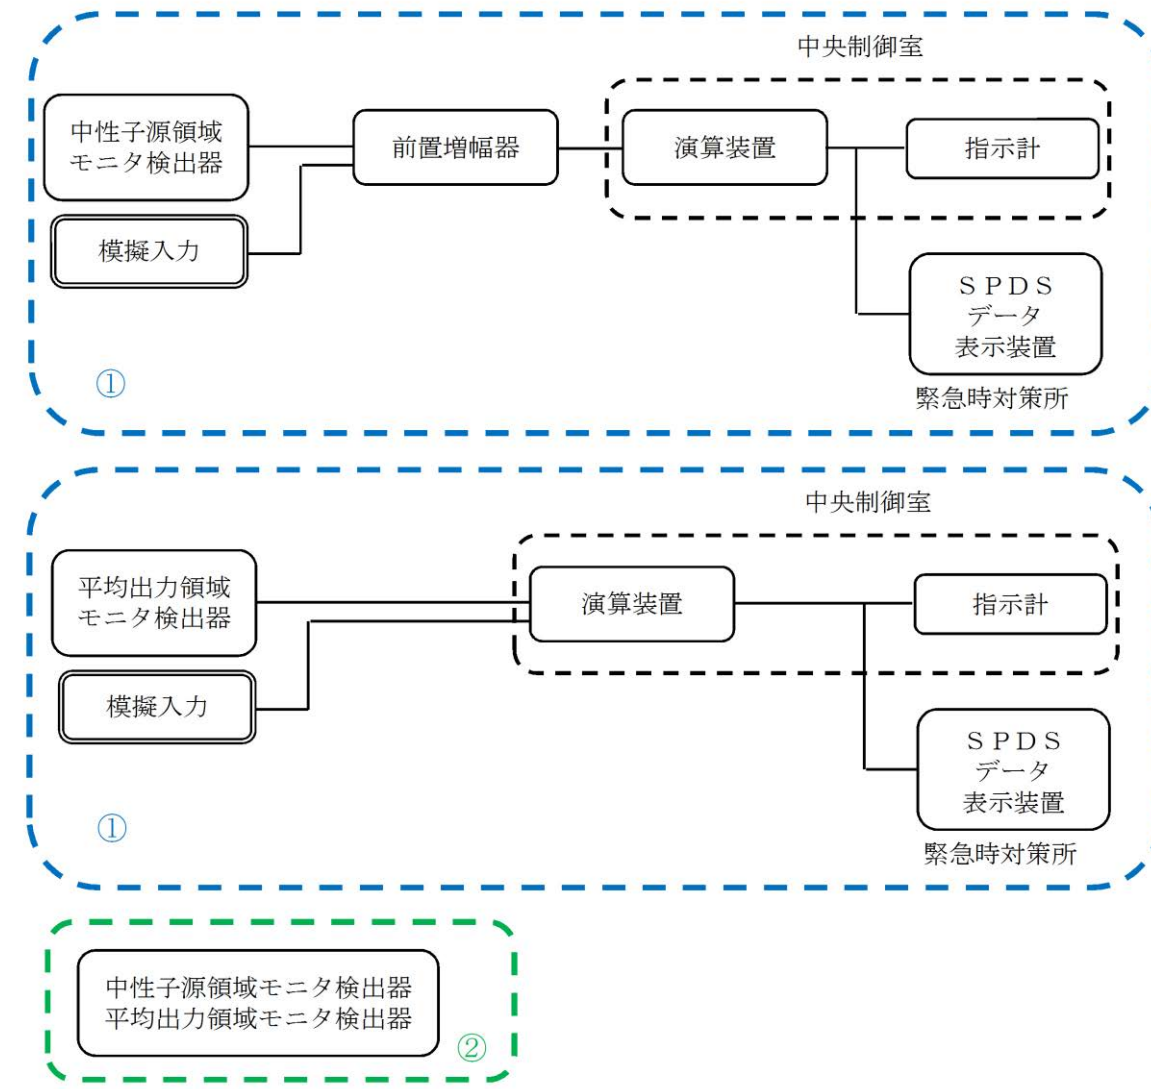 中央制御室
中性子源領域
モニタ検出器
前置増幅器
演算装置
指示計
模擬入力
ＳＰＤＳ
データ
表示装置
①
緊急時対策所
中央制御室
平均出力領域
モニタ検出器
演算装置
指示計
模擬入力
ＳＰＤＳ
データ
表示装置
①
緊急時対策所
中性子源領域モニタ検出器
平均出力領域モニタ検出器
②